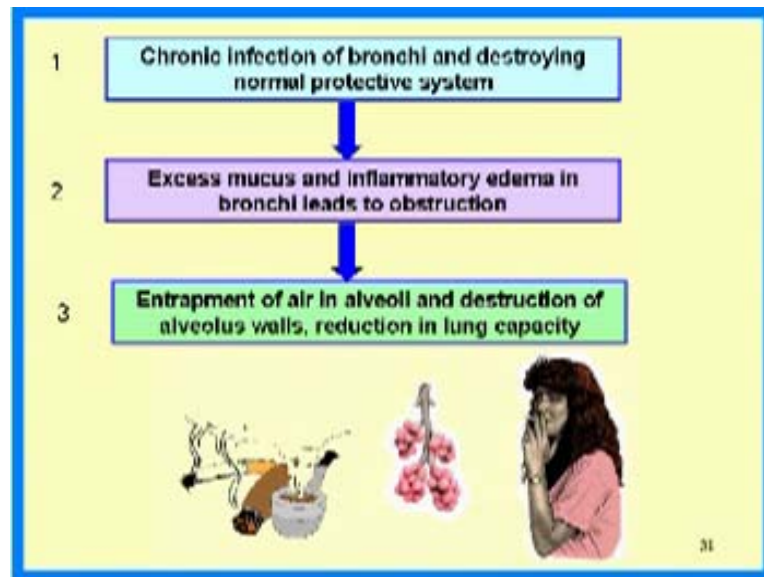 1
Chronic infection of bronchi and destroying
normal protective system
2
Excess mucus and inflammatory edema in
bronchi leads to obstruction
3
Entrapment of air in alveoli and destruction of
alveolus walls, reduction in lung capacity
31